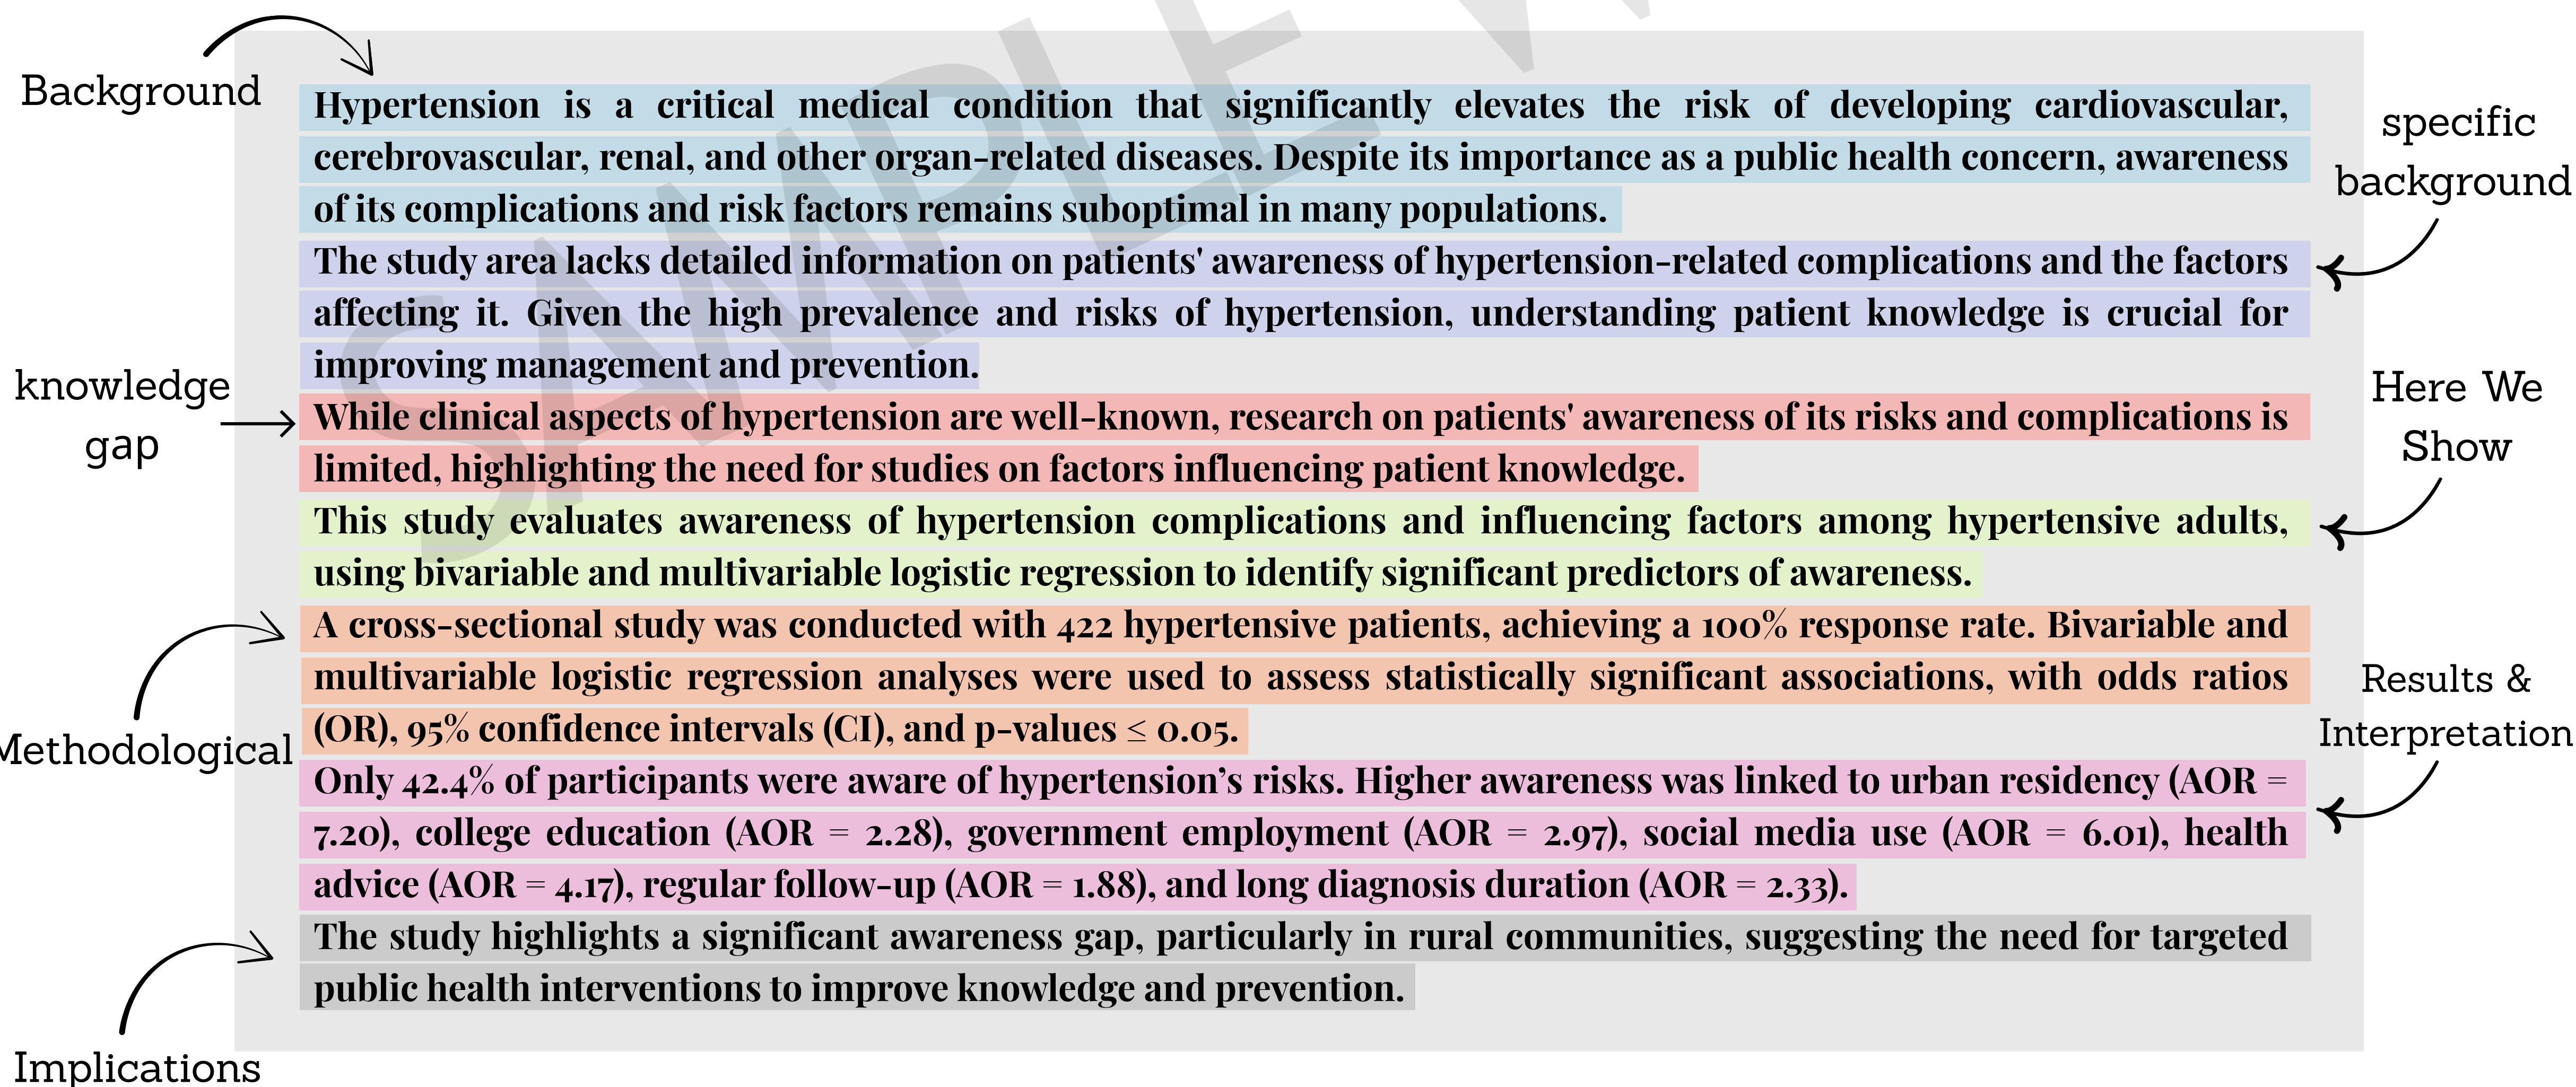 Background
Hypertension is a critical medical condition that significantly elevates the risk of developing cardiovascular,
cerebrovascular, renal, and other organ-related diseases. Despite its importance as a public health concern, awareness
of its complications and risk factors remains suboptimal in many populations.
specific
background
The study area lacks detailed information on patients' awareness of hypertension-related complications and the factors
affecting it. Given the high prevalence and risks of hypertension, understanding patient knowledge is crucial for
improving management and prevention.
knowledge
gap
While clinical aspects of hypertension are well-known, research on patients' awareness of its risks and complications is
limited, highlighting the need for studies on factors influencing patient knowledge.
Here We
Show
This study evaluates awareness of hypertension complications and influencing factors among hypertensive adults,
using bivariable and multivariable logistic regression to identify significant predictors of awareness.
Methodological
A cross-sectional study was conducted with 422 hypertensive patients, achieving a 100% response rate. Bivariable and
multivariable logistic regression analyses were used to assess statistically significant associations, with odds ratios
(OR), 95% confidence intervals (CI), and p-values ≤ 0.05.
Results &
Interpretation
Only 42.4% of participants were aware of hypertension’s risks. Higher awareness was linked to urban residency (AOR =
7.20), college education (AOR = 2.28), government employment (AOR = 2.97), social media use (AOR = 6.01), health
advice (AOR = 4.17), regular follow-up (AOR = 1.88), and long diagnosis duration (AOR = 2.33).
Implications
The study highlights a significant awareness gap, particularly in rural communities, suggesting the need for targeted
public health interventions to improve knowledge and prevention.
SAMPLE